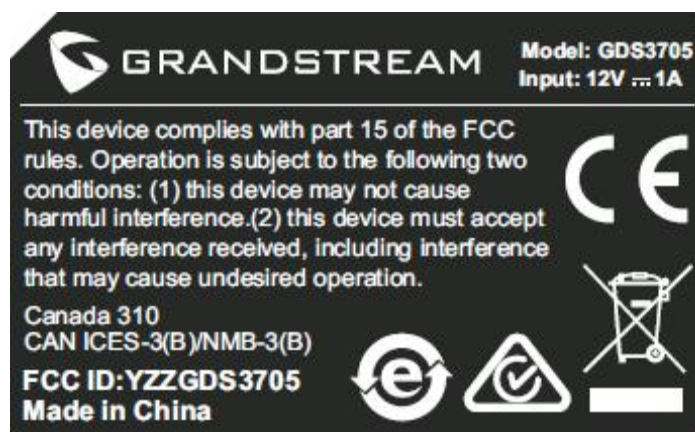 GRANDSTREAM
Model: GDS3705
Input: 12V ⎓ 1A
This device complies with part 15 of the FCC
rules. Operation is subject to the following two
conditions: (1) this device may not cause
harmful interference.(2) this device must accept
any interference received, including interference
that may cause undesired operation.
Canada 310
CAN ICES-3(B)/NMB-3(B)
FCC ID:YZZGDS3705
Made in China
CE
e